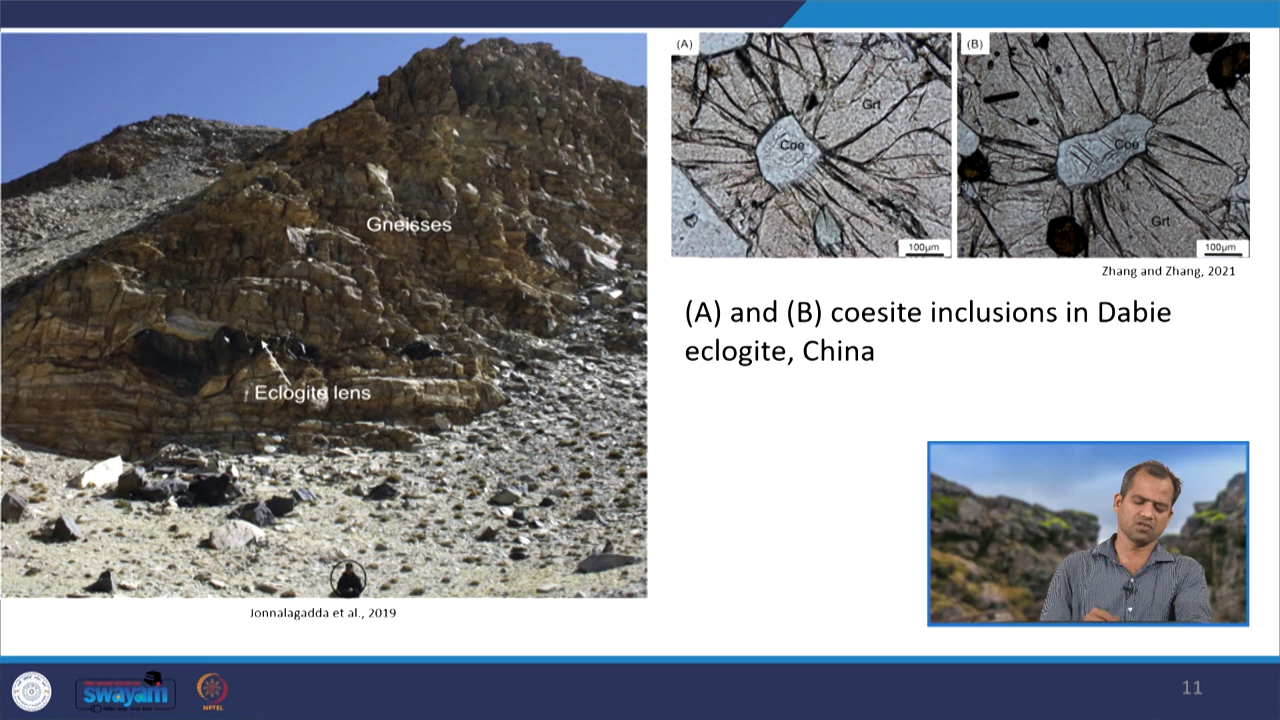 Gneisses
Eclogite lens
Jonnalagadda et al., 2019
(A)
Grt
Coe
100µm
(B)
Coe
Grt
100µm
Zhang and Zhang, 2021
(A) and (B) coesite inclusions in Dabie
eclogite, China
swayam
NPTEL
11